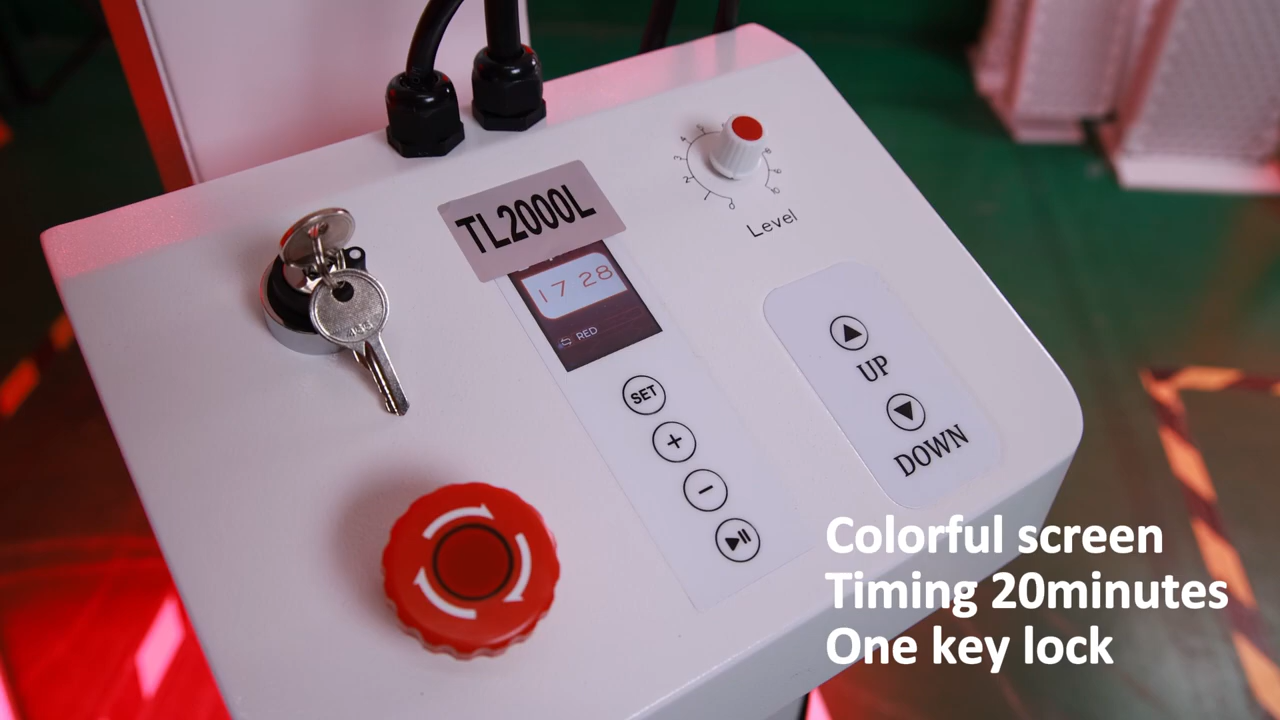 TL2000L
17 28
RED
SET
Level
UP
DOWN
Colorful screen
Timing 20minutes
One key lock